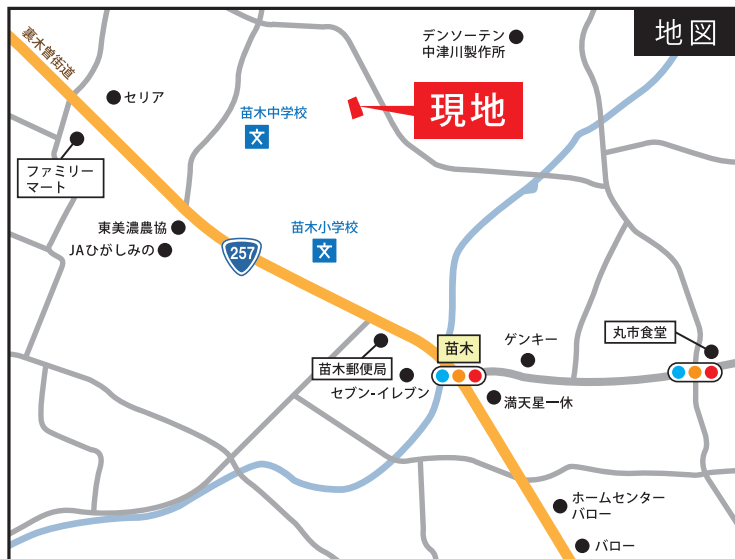 地図
デンソーテン
中津川製作所
裏木曽街道
セリア
苗木中学校
文
現地
ファミリー
マート
東美濃農協
JAひがしみの
苗木小学校
文
257
苗木
ゲンキー
丸市食堂
苗木郵便局
セブン-イレブン
満天星一休
ホームセンター
バロー
バロー